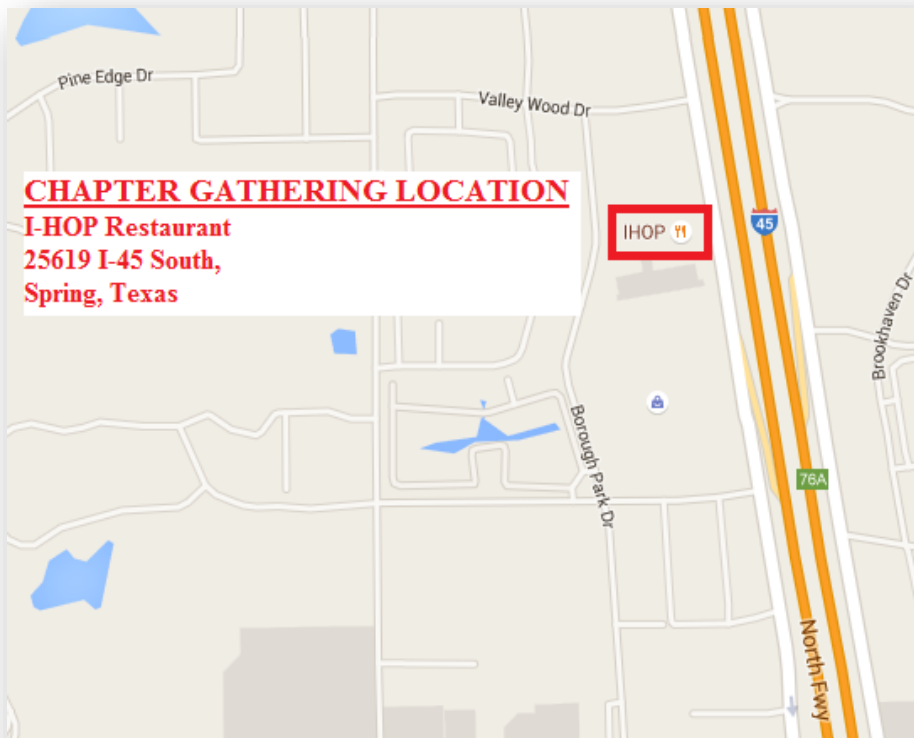 Pine Edge Dr
Valley Wood Dr
CHAPTER GATHERING LOCATION
I-HOP Restaurant
25619 I-45 South,
Spring, Texas
IHOP
45
Brookhaven Dr
Borough Park Dr
76A
North Fwy